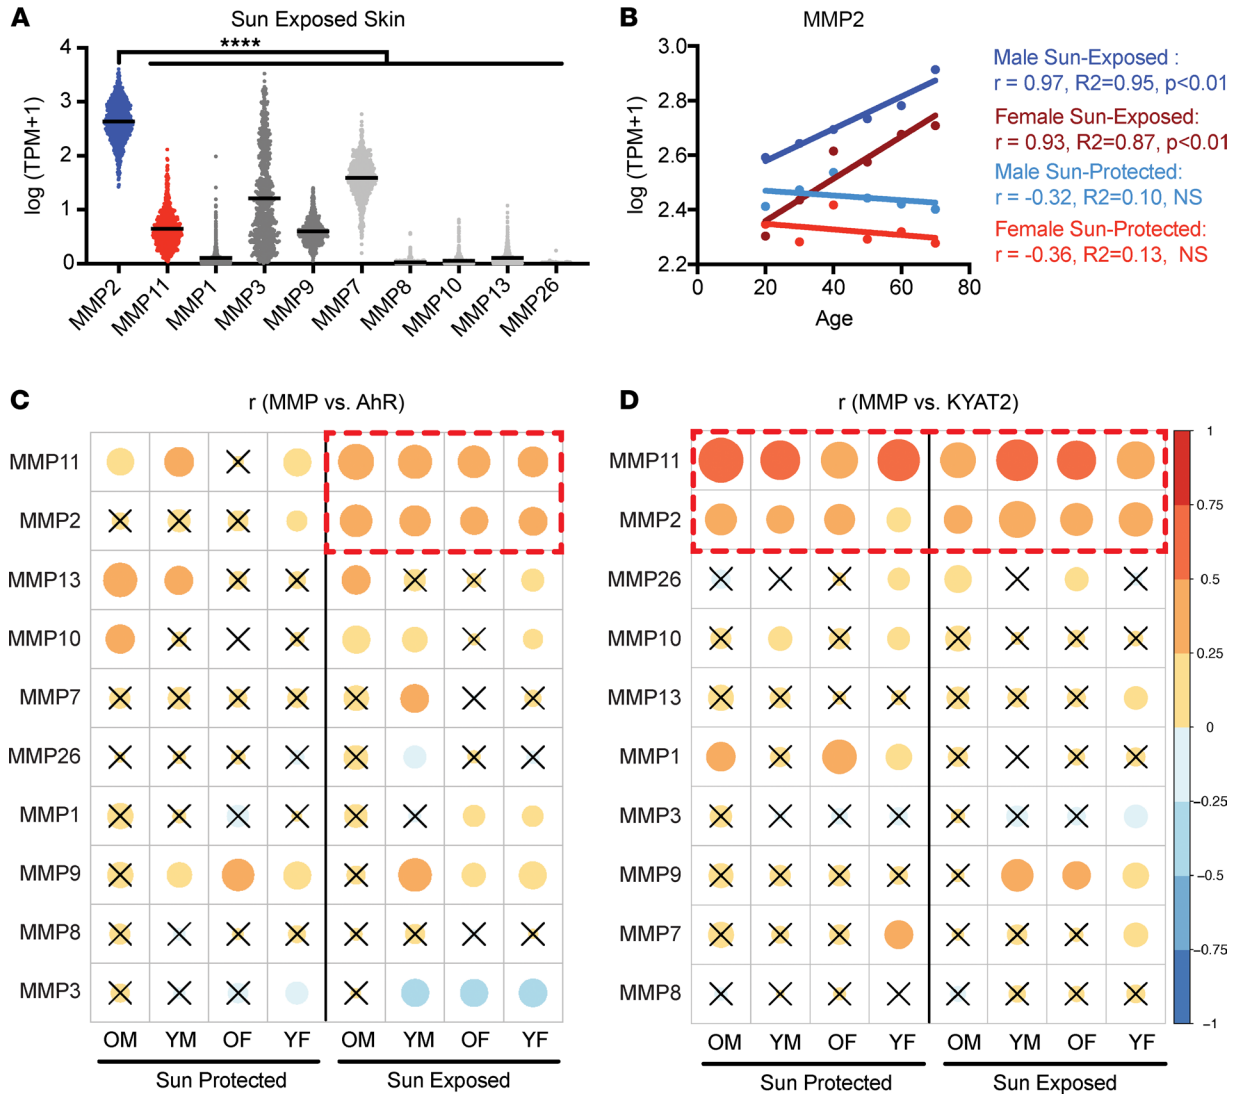 A
Sun Exposed Skin
****
log (TPM+1)
4
3
2
1
0
MMP2
MMP11
MMP1
MMP3
MMP9
MMP7
MMP8
MMP10
MMP13
MMP26
B
MMP2
log (TPM+1)
3.0
2.8
2.6
2.4
2.2
0
20
40
60
80
Age
Male Sun-Exposed :
r = 0.97, R2=0.95, p<0.01
Female Sun-Exposed:
r = 0.93, R2=0.87, p<0.01
Male Sun-Protected:
r = -0.32, R2=0.10, NS
Female Sun-Protected:
r = -0.36, R2=0.13, NS
C
r (MMP vs. AhR)
MMP11
MMP2
MMP13
MMP10
MMP7
MMP26
MMP1
MMP9
MMP8
MMP3
OM YM OF YF OM YM OF YF
Sun Protected Sun Exposed
D
r (MMP vs. KYAT2)
MMP11
MMP2
MMP26
MMP10
MMP13
MMP1
MMP3
MMP9
MMP7
MMP8
OM YM OF YF OM YM OF YF
Sun Protected Sun Exposed
1
0.75
0.5
0.25
0
−0.25
−0.5
−0.75
−1